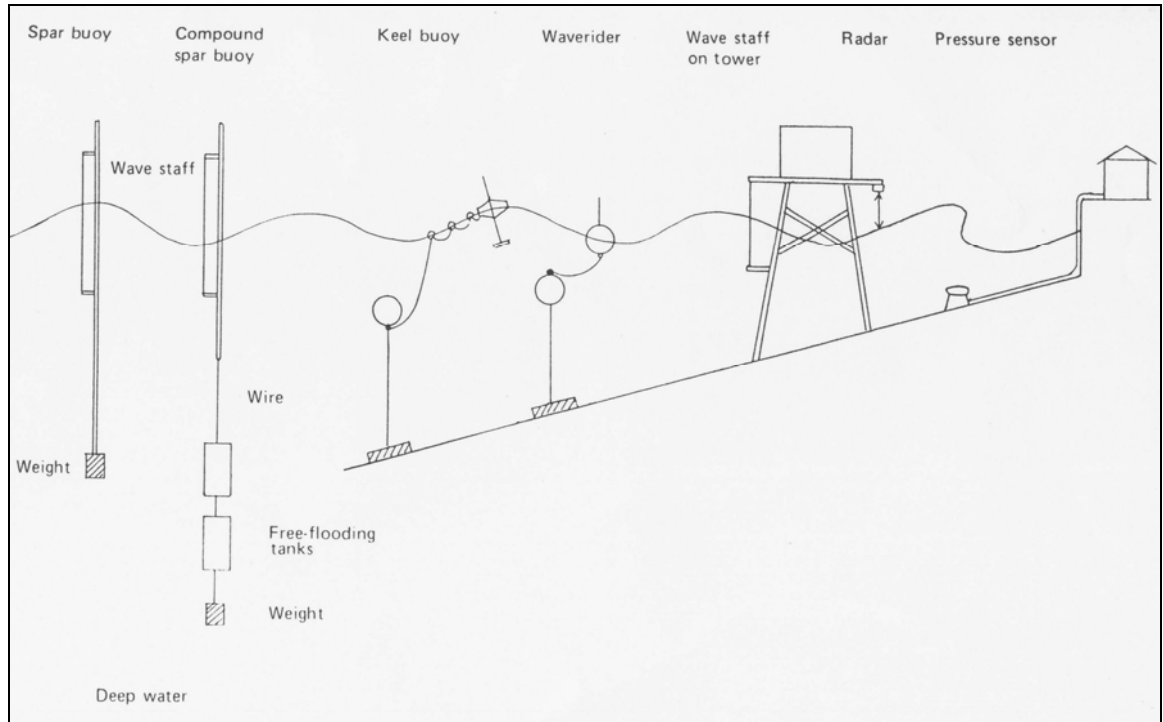 Spar buoy
Compound
spar buoy
Keel buoy
Waverider
Wave staff
on tower
Radar
Pressure sensor
Wave staff
Wire
Weight
Free-flooding
tanks
Weight
Deep water